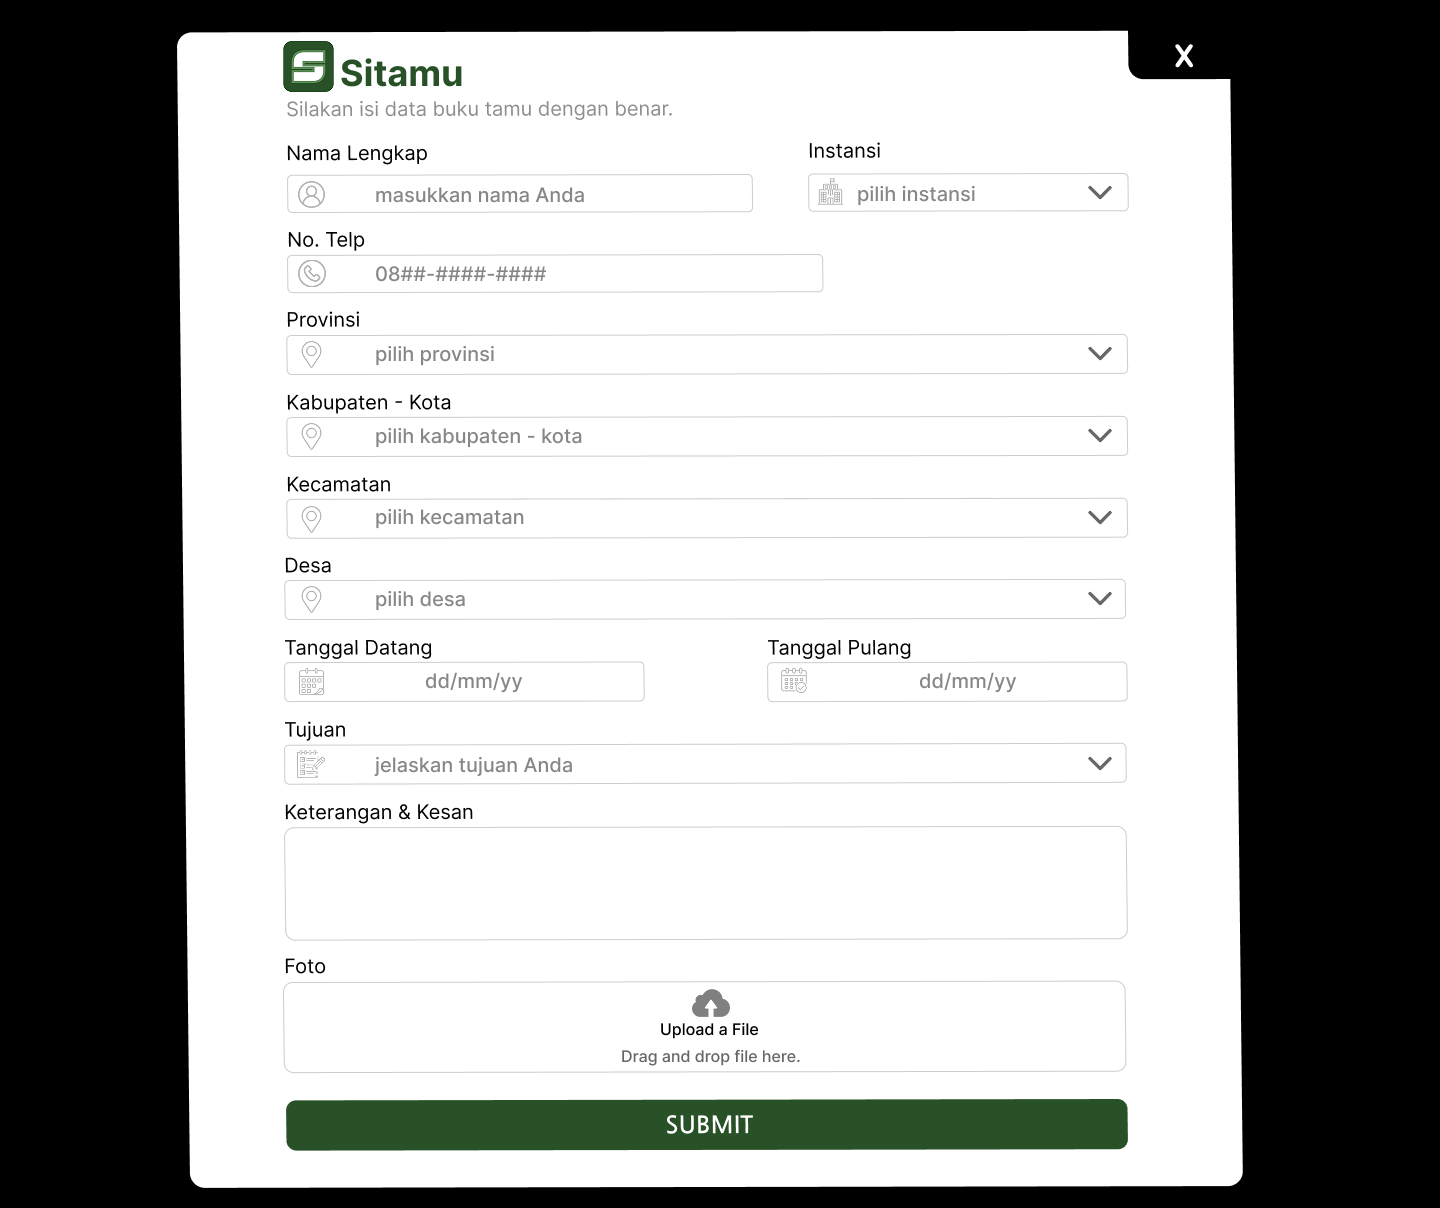 X
Sitamu
Silakan isi data buku tamu dengan benar.
Nama Lengkap
masukkan nama Anda
Instansi
pilih instansi
No. Telp
08##-####-####
Provinsi
pilih provinsi
Kabupaten - Kota
pilih kabupaten - kota
Kecamatan
pilih kecamatan
Desa
pilih desa
Tanggal Datang
dd/mm/yy
Tanggal Pulang
dd/mm/yy
Tujuan
jelaskan tujuan Anda
Keterangan & Kesan
Foto
Upload a File
Drag and drop file here.
SUBMIT